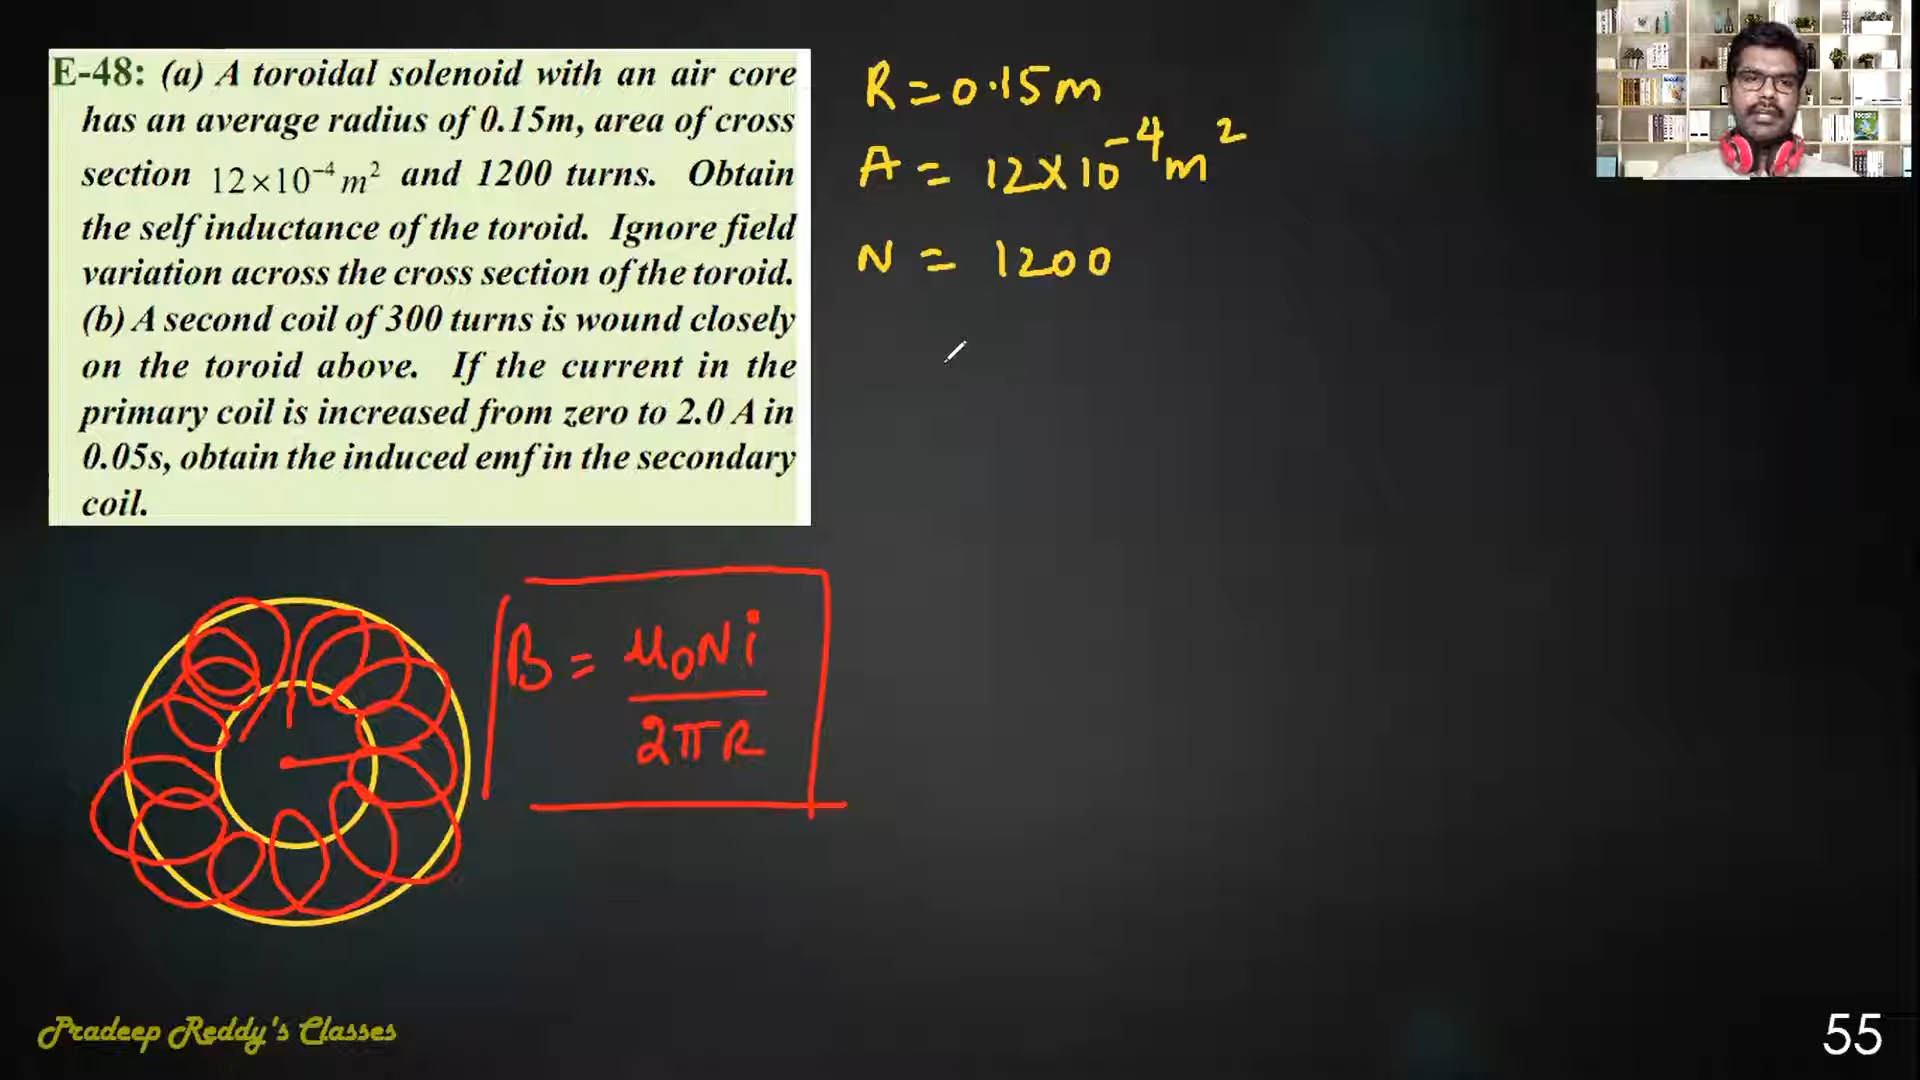 E-48: (a) A toroidal solenoid with an air core
has an average radius of 0.15m, area of cross
section 12×10⁻⁴ m² and 1200 turns. Obtain
the self inductance of the toroid. Ignore field
variation across the cross section of the toroid.
(b) A second coil of 300 turns is wound closely
on the toroid above. If the current in the
primary coil is increased from zero to 2.0 A in
0.05s, obtain the induced emf in the secondary
coil.
R = 0.15 m
A = 12×10⁻⁴ m²
N = 1200
B = μ₀Ni / 2πR
Pradeep Reddy's Classes
55